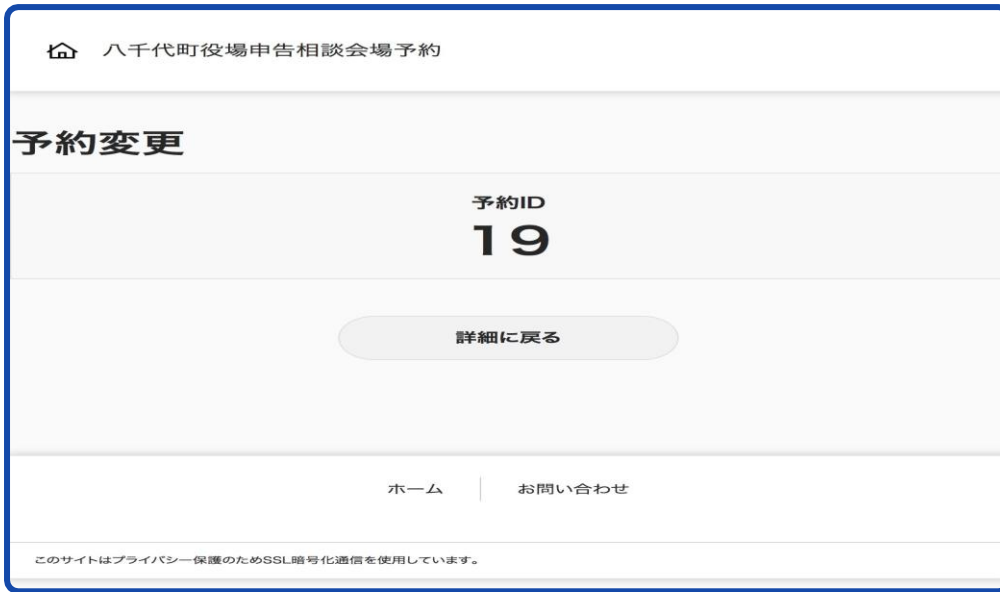 八千代町役場申告相談会場予約
予約変更
予約ID
19
詳細に戻る
ホーム
お問い合わせ
このサイトはプライバシー保護のためSSL暗号化通信を使用しています。